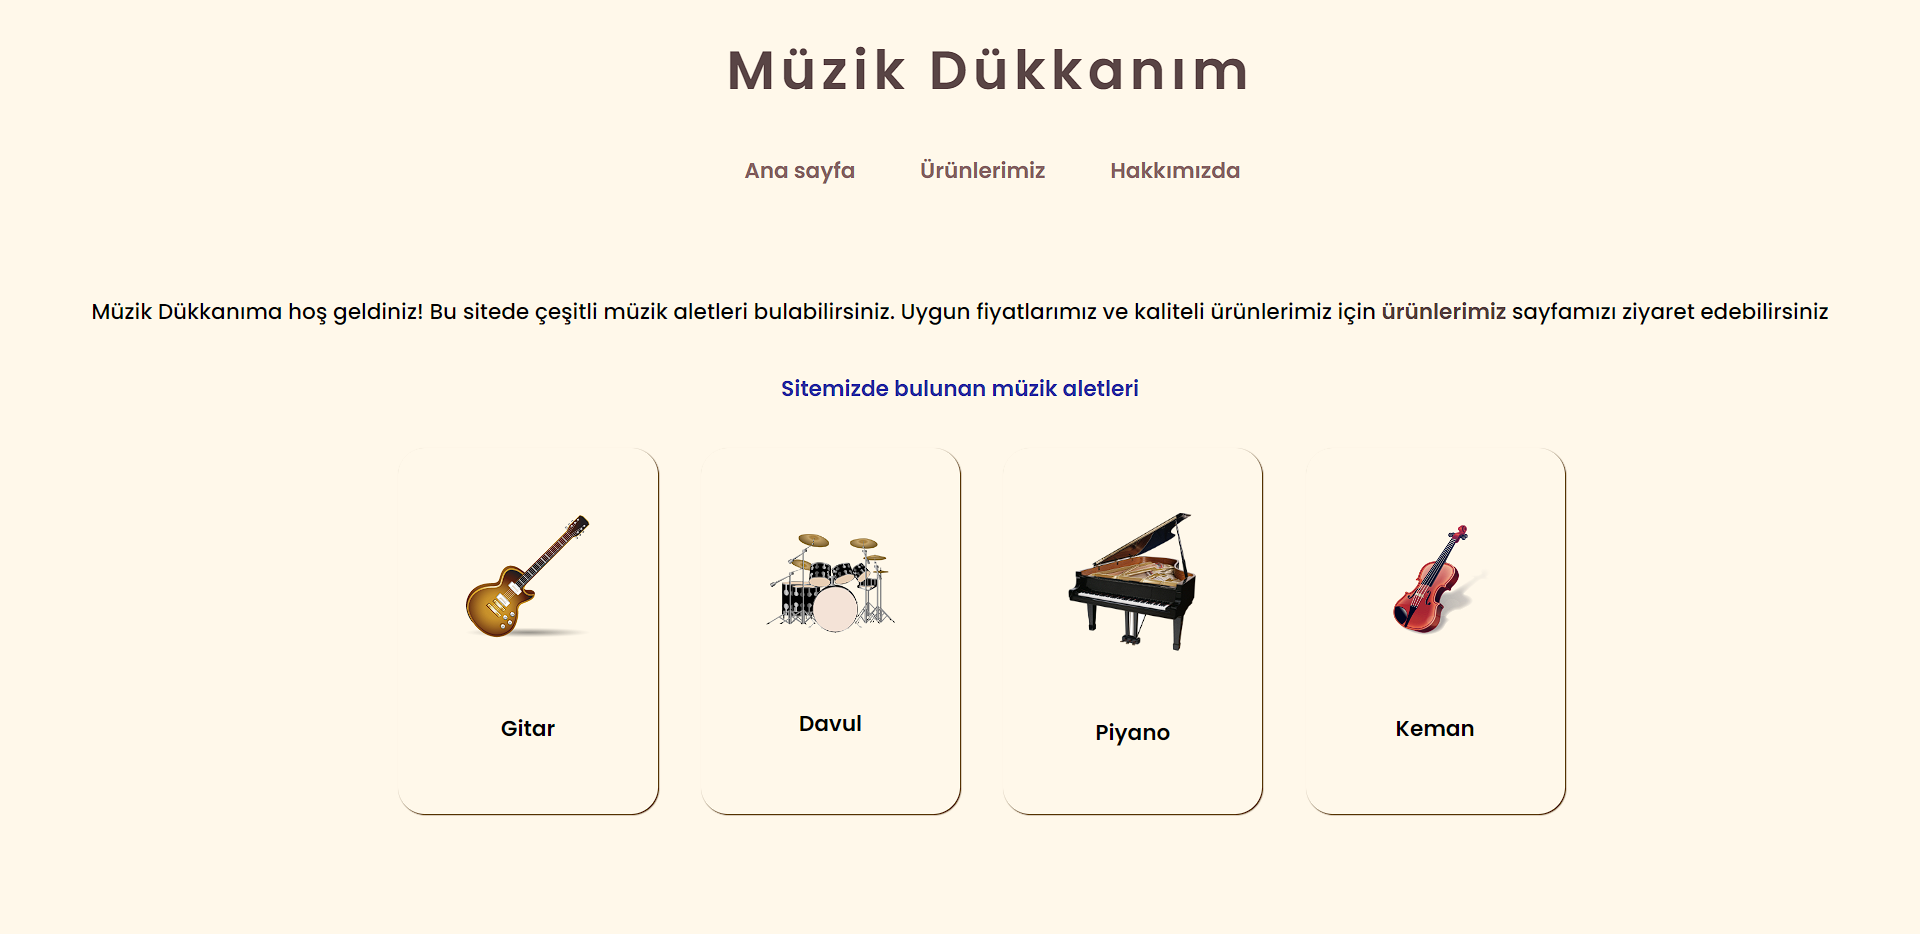 Müzik Dükkanım
Ana sayfa Ürünlerimiz Hakkımızda
Müzik Dükkanıma hoş geldiniz! Bu sitede çeşitli müzik aletleri bulabilirsiniz. Uygun fiyatlarımız ve kaliteli ürünlerimiz için ürünlerimiz sayfamızı ziyaret edebilirsiniz
Sitemizde bulunan müzik aletleri
Gitar Davul Piyano Keman